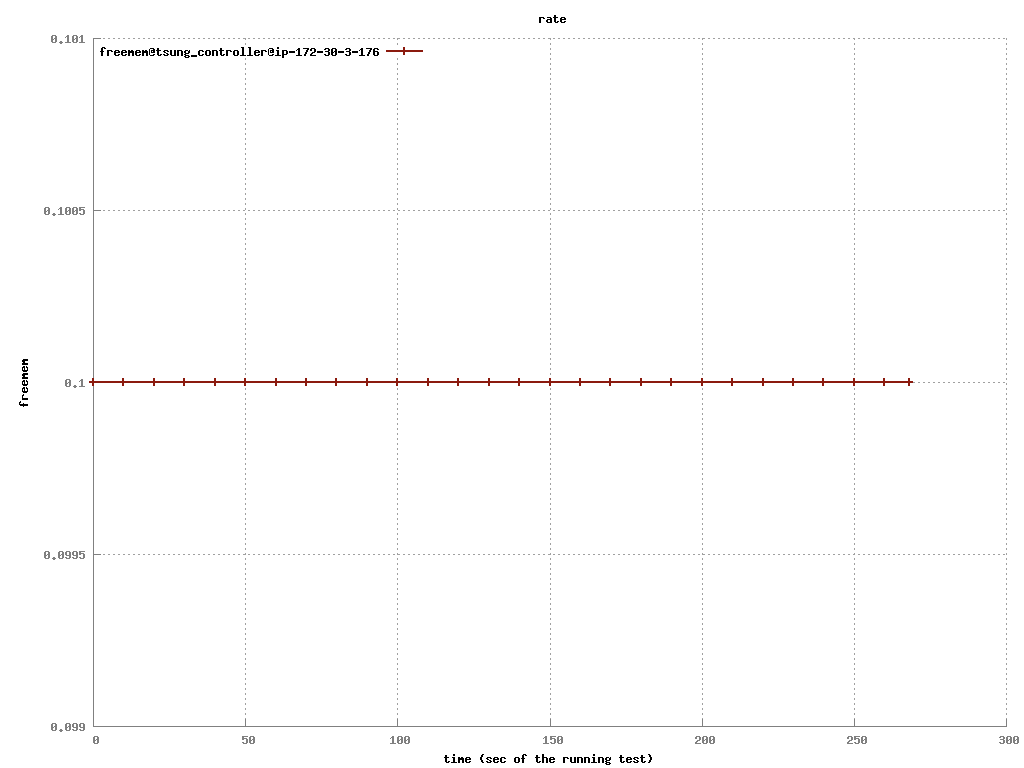 rate
0.101
freemem@tsung_controller@ip-172-30-3-176
0.1005
freemem
0.1
0.0995
0.099
0 50 100 150 200 250 300
time (sec of the running test)